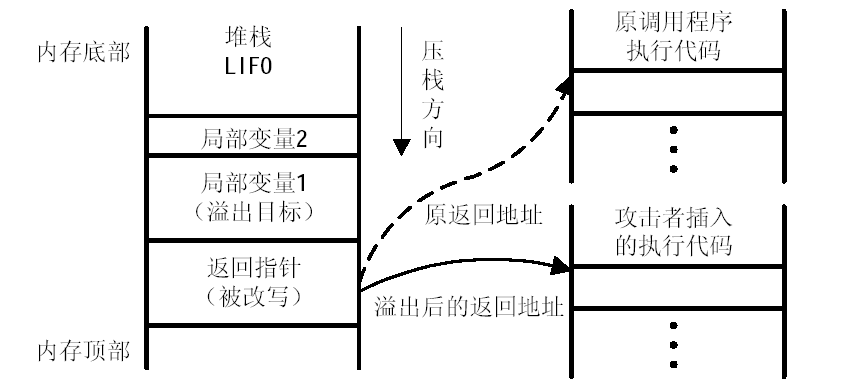 内存底部
堆栈
LIFO
压栈方向
局部变量2
局部变量1
（溢出目标）
返回指针
（被改写）
内存顶部
原返回地址
溢出后的返回地址
原调用程序
执行代码
攻击者插入
的执行代码